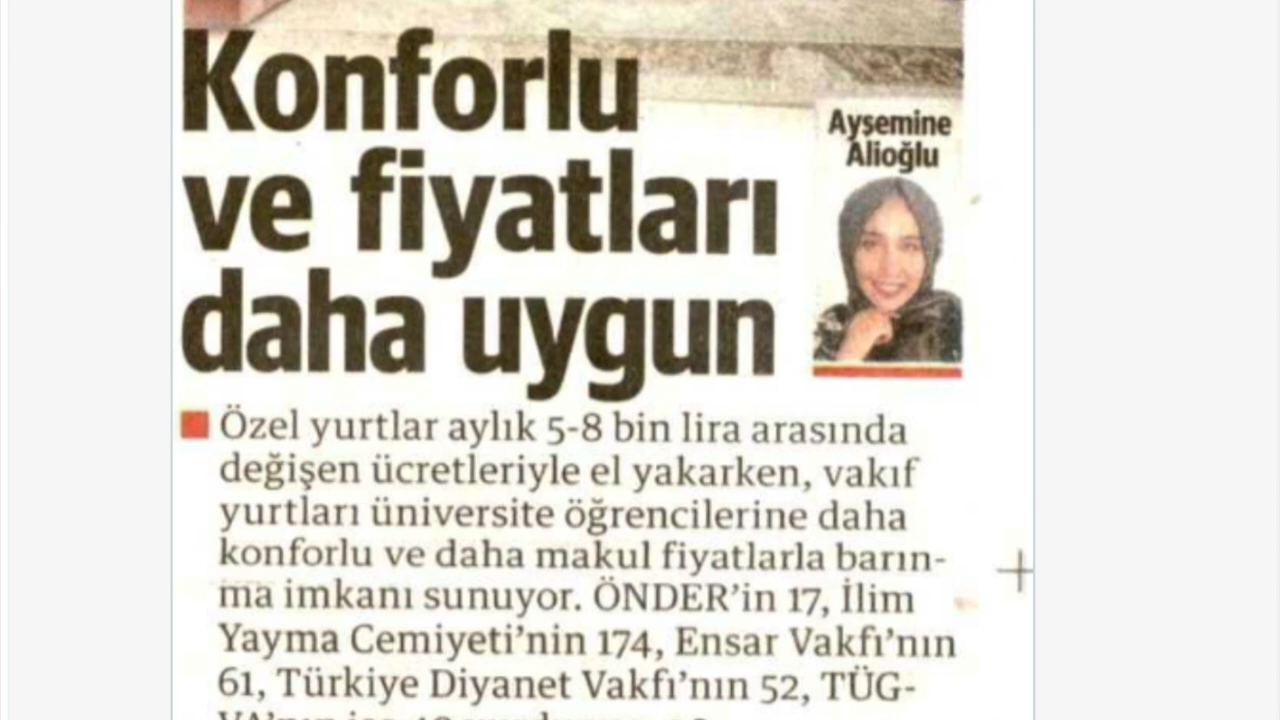 Konforlu
ve fiyatları
daha uygun
Ayşemine
Alioğlu
Özel yurtlar aylık 5-8 bin lira arasında
değişen ücretleriyle el yakarken, vakıf
yurtları üniversite öğrencilerine daha
konforlu ve daha makul fiyatlarla barın-
ma imkanı sunuyor. ÖNDER’in 17, İlim
Yayma Cemiyeti’nin 174, Ensar Vakfı’nın
61, Türkiye Diyanet Vakfı’nın 52, TÜG-